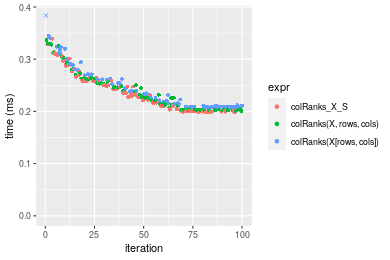 0.4
0.3
0.2
0.1
0.0
time (ms)
0
25
50
75
100
iteration
expr
colRanks_X_S
colRanks(X, rows, cols)
colRanks(X[rows, cols])